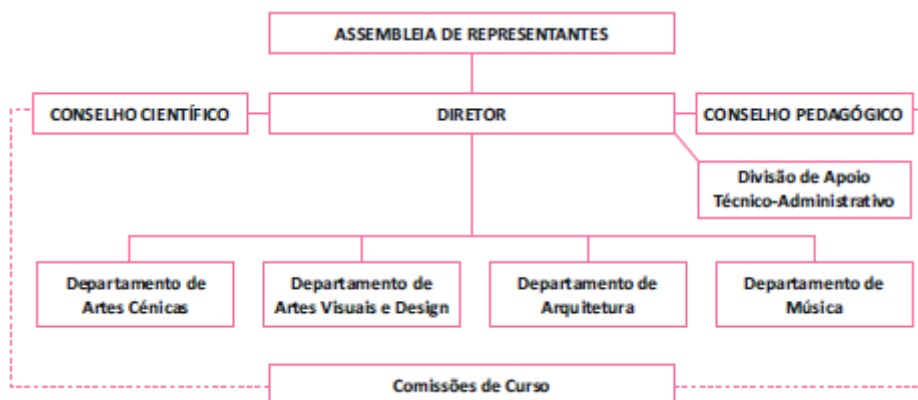 ASSEMBLEIA DE REPRESENTANTES
CONSELHO CIENTÍFICO
DIRETOR
CONSELHO PEDAGÓGICO
Divisão de Apoio
Técnico-Administrativo
Departamento de
Artes Cénicas
Departamento de
Artes Visuais e Design
Departamento de
Arquitetura
Departamento de
Música
Comissões de Curso